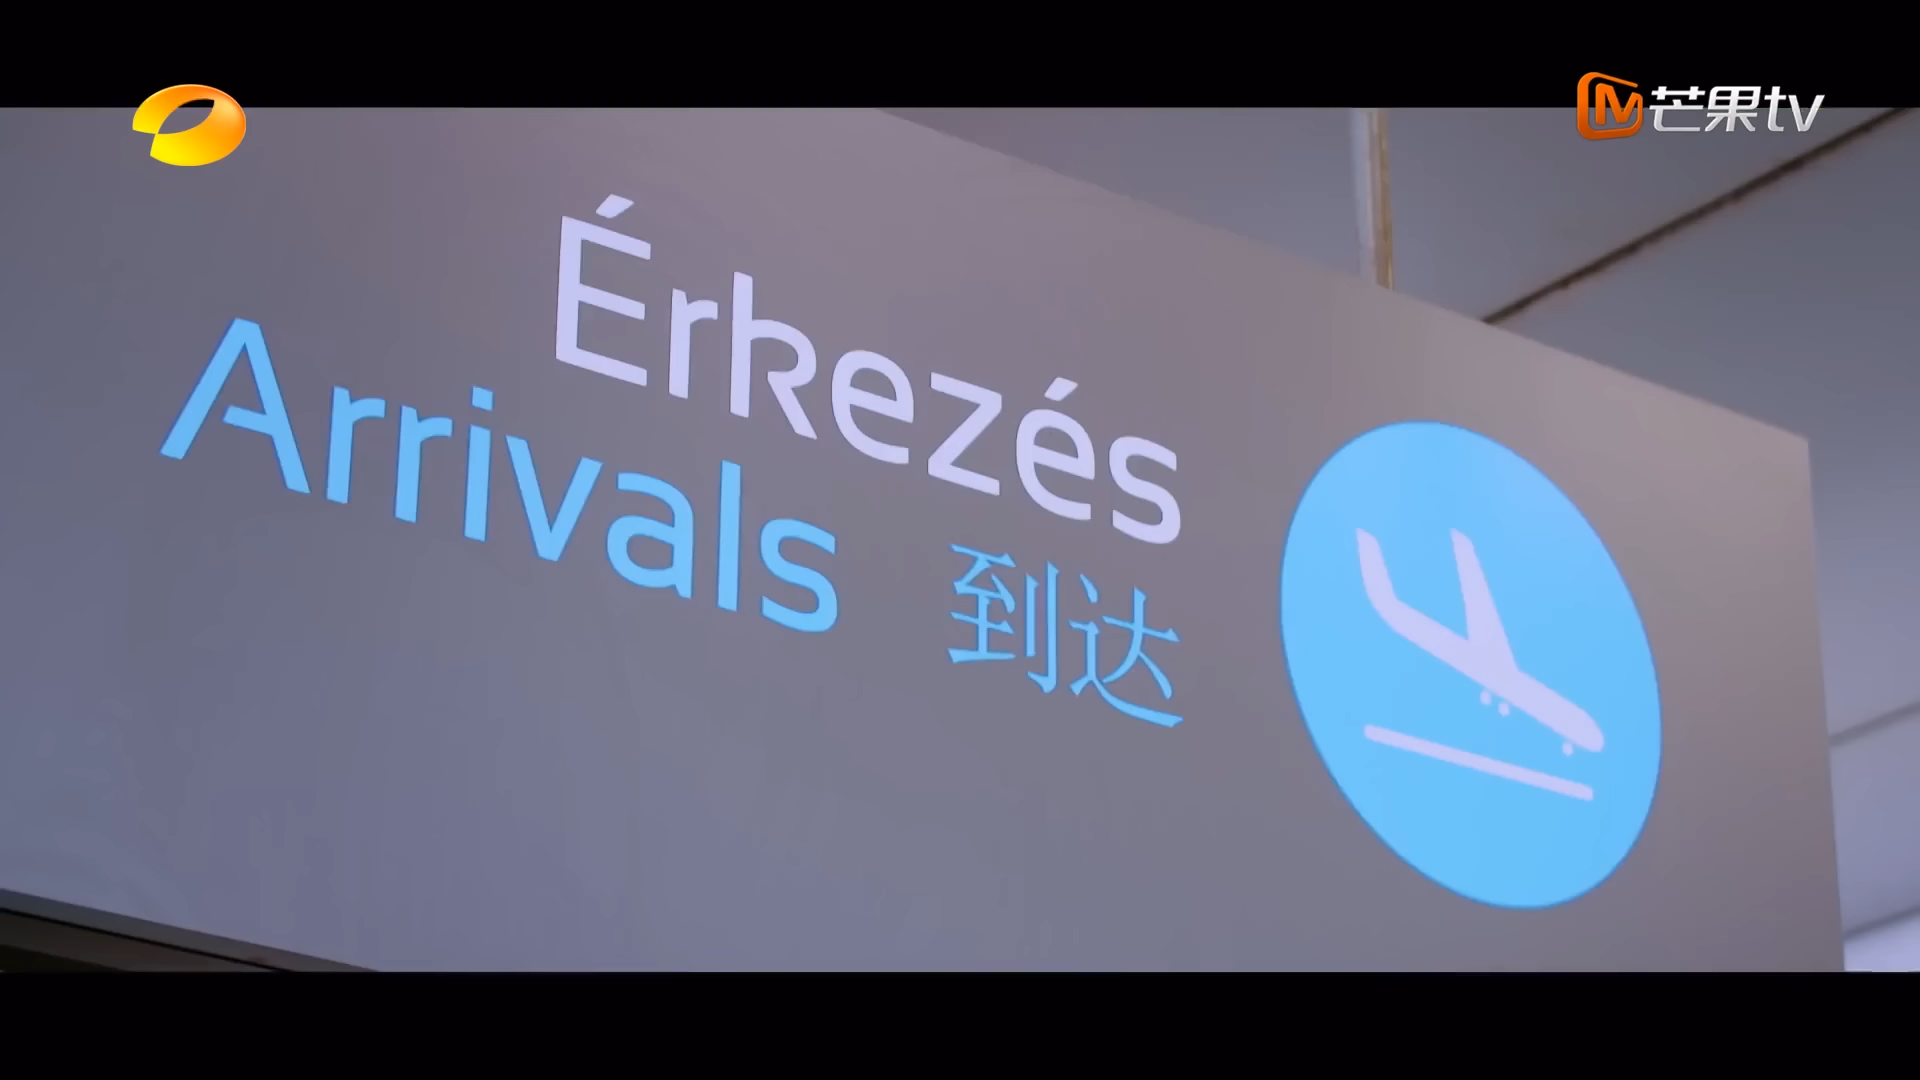 芒果tv
Érkezés
Arrivals 到达